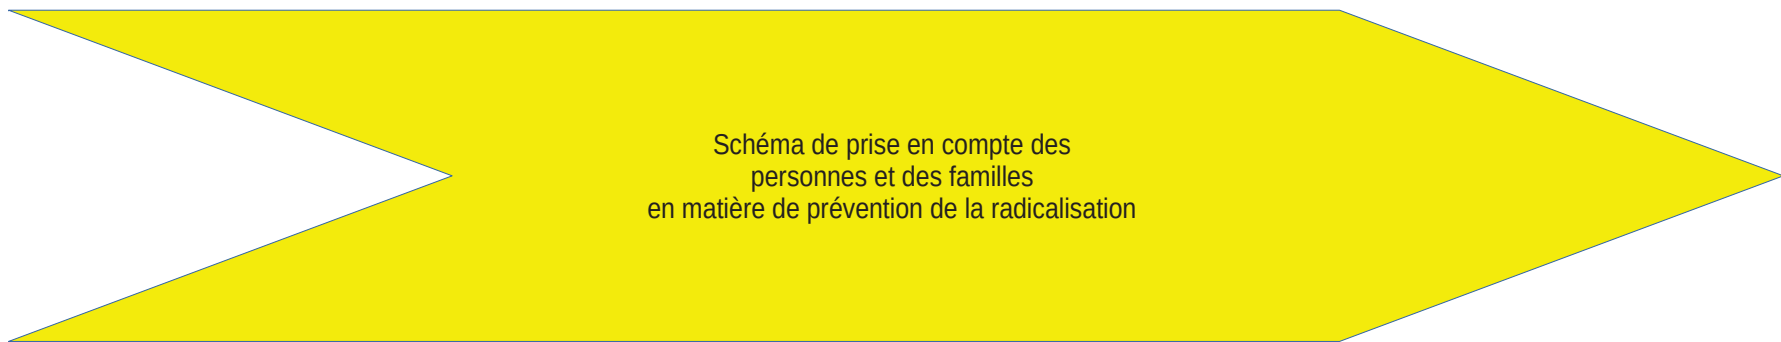 Schéma de prise en compte des
personnes et des familles
en matière de prévention de la radicalisation